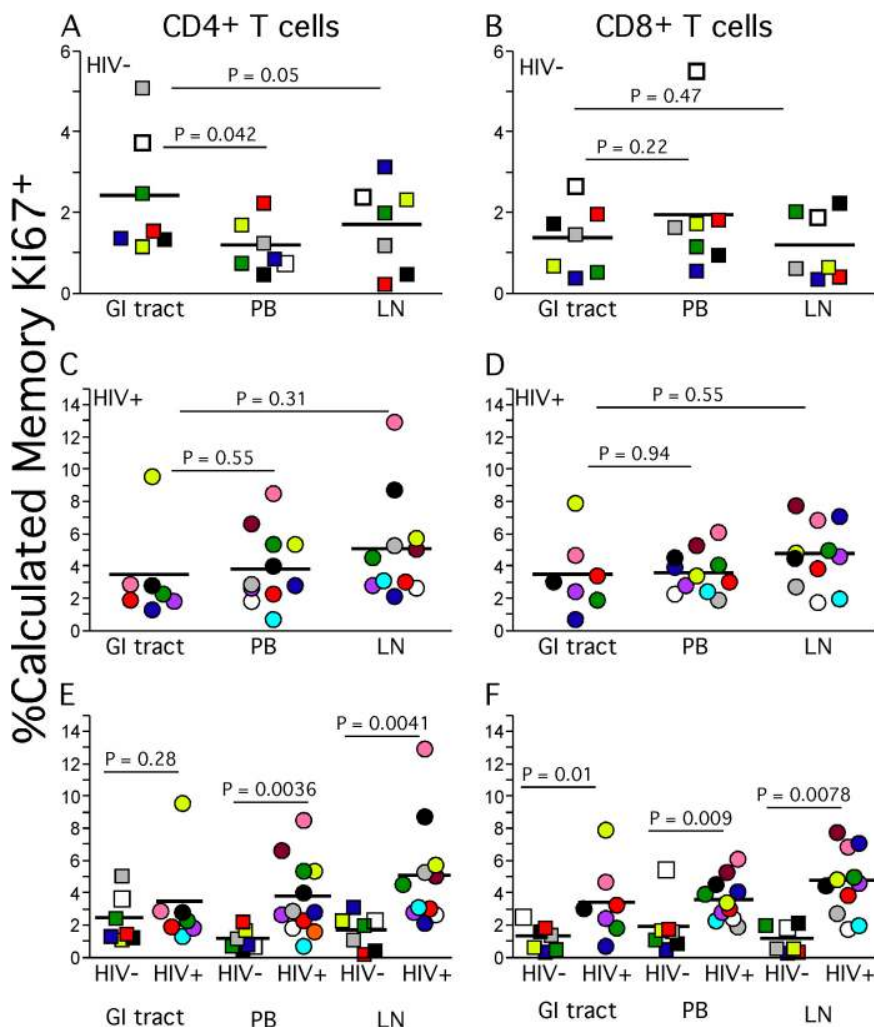 A
CD4+ T cells
B
CD8+ T cells
%Calculated Memory Ki67+
6
HIV-
P = 0.05
4
P = 0.042
2
0
GI tract PB LN
6
HIV-
P = 0.47
4
P = 0.22
2
0
GI tract PB LN
C
14
HIV+
P = 0.31
12
10
P = 0.55
8
6
4
2
0
GI tract PB LN
D
14
HIV+
P = 0.55
12
10
P = 0.94
8
6
4
2
0
GI tract PB LN
E
14
P = 0.0041
12
P = 0.28
10
P = 0.0036
8
6
4
2
0
HIV- HIV+ HIV- HIV+ HIV- HIV+
GI tract PB LN
F
14
12
P = 0.01
10
P = 0.009
P = 0.0078
8
6
4
2
0
HIV- HIV+ HIV- HIV+ HIV- HIV+
GI tract PB LN